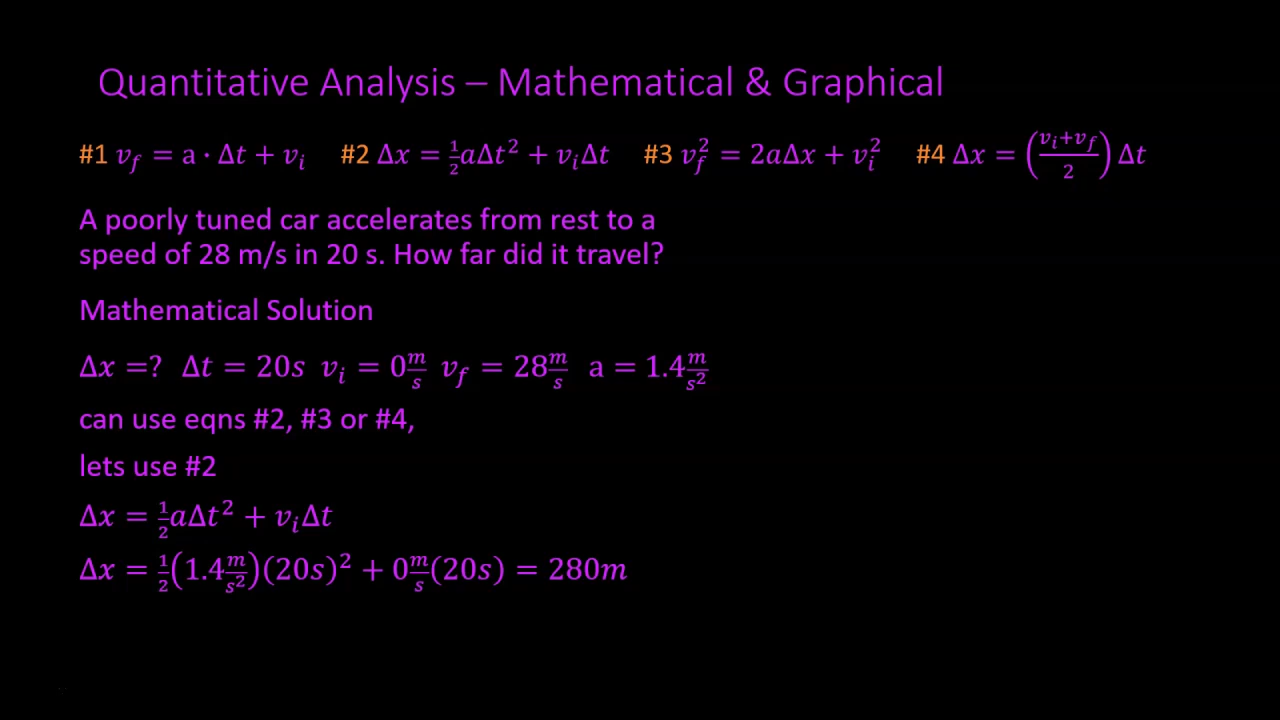 Quantitative Analysis – Mathematical & Graphical
#1 v_f = a · Δt + v_i #2 Δx = ½aΔt² + v_iΔt #3 v_f² = 2aΔx + v_i² #4 Δx = ((v_i+v_f)/2) Δt
A poorly tuned car accelerates from rest to a
speed of 28 m/s in 20 s. How far did it travel?
Mathematical Solution
Δx =? Δt = 20s v_i = 0 m/s v_f = 28 m/s a = 1.4 m/s²
can use eqns #2, #3 or #4,
lets use #2
Δx = ½aΔt² + v_iΔt
Δx = ½(1.4 m/s²)(20s)² + 0 m/s (20s) = 280m